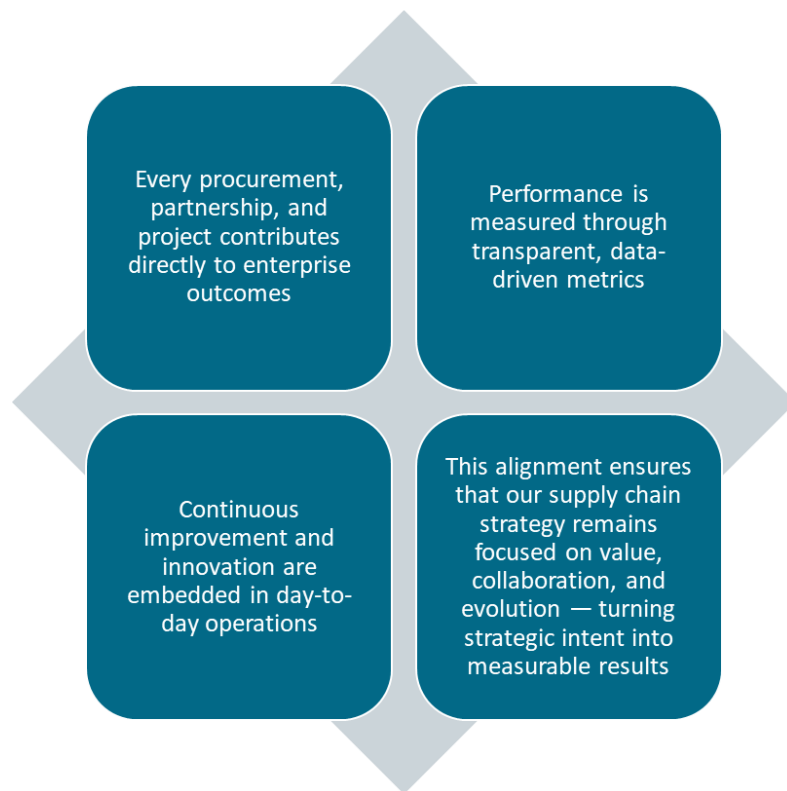 Every procurement,
partnership, and
project contributes
directly to enterprise
outcomes
Performance is
measured through
transparent, data-
driven metrics
Continuous
improvement and
innovation are
embedded in day-to-
day operations
This alignment ensures
that our supply chain
strategy remains
focused on value,
collaboration, and
evolution — turning
strategic intent into
measurable results